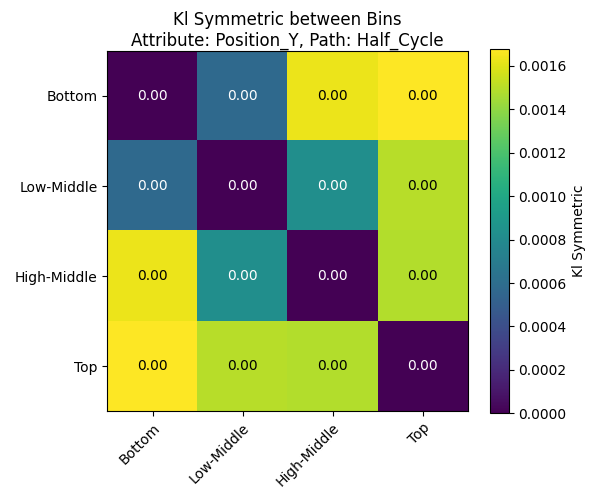 Kl Symmetric between Bins
Attribute: Position_Y, Path: Half_Cycle
Bottom 0.00 0.00 0.00 0.00
Low-Middle 0.00 0.00 0.00 0.00
High-Middle 0.00 0.00 0.00 0.00
Top 0.00 0.00 0.00 0.00
Bottom Low-Middle High-Middle Top
0.0016
0.0014
0.0012
0.0010
0.0008
0.0006
0.0004
0.0002
0.0000
Kl Symmetric